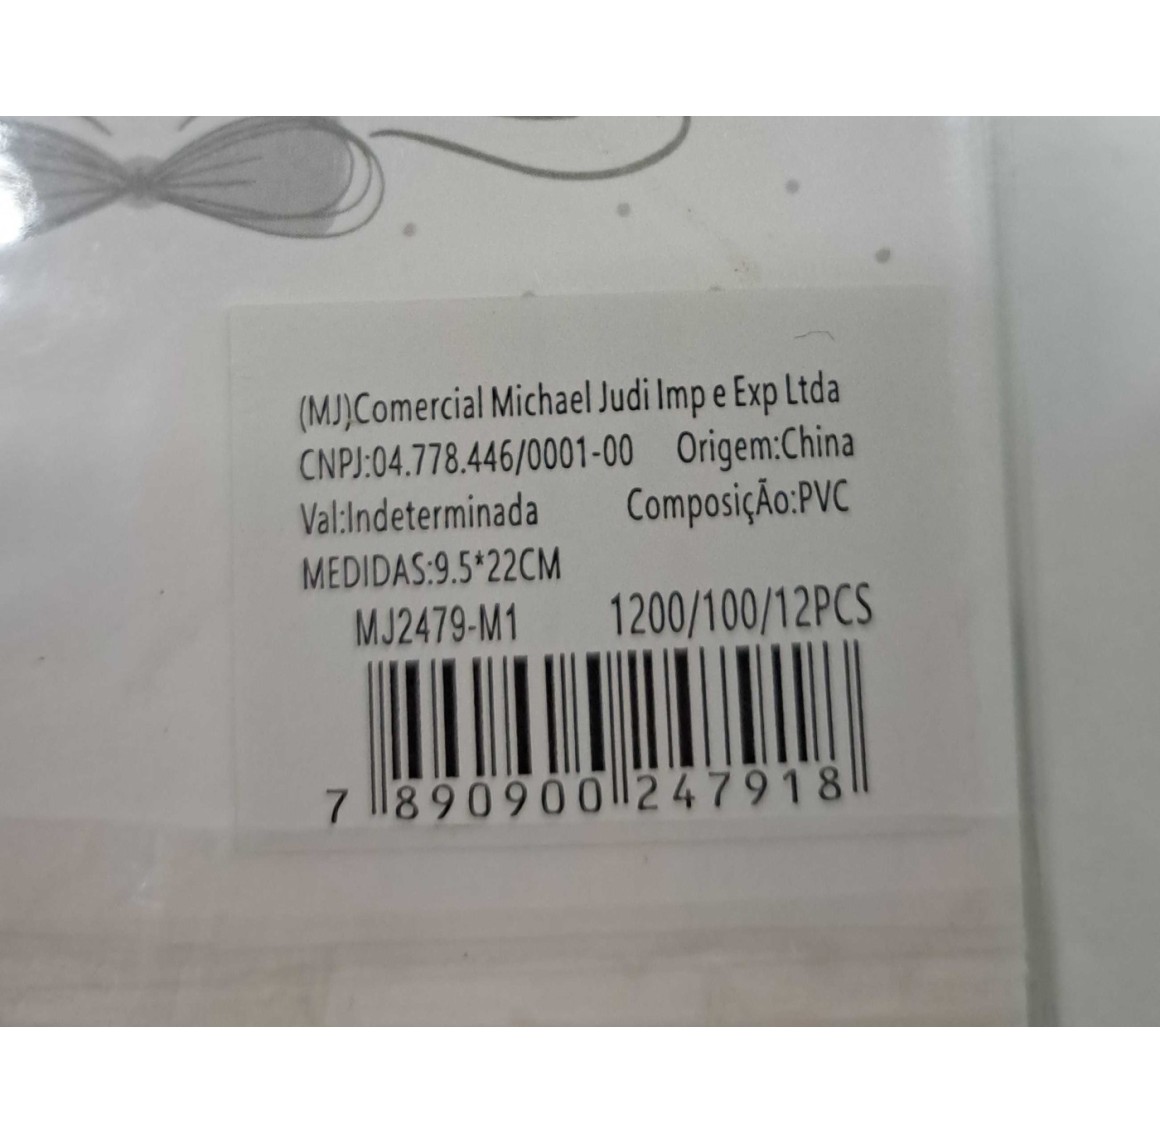 (MJ)Comercial Michael Judi Imp e Exp Ltda
CNPJ:04.778.446/0001-00 Origem:China
Val:Indeterminada ComposiçÃo:PVC
MEDIDAS:9.5*22CM
MJ2479-M1 1200/100/12PCS
7 890900 247918